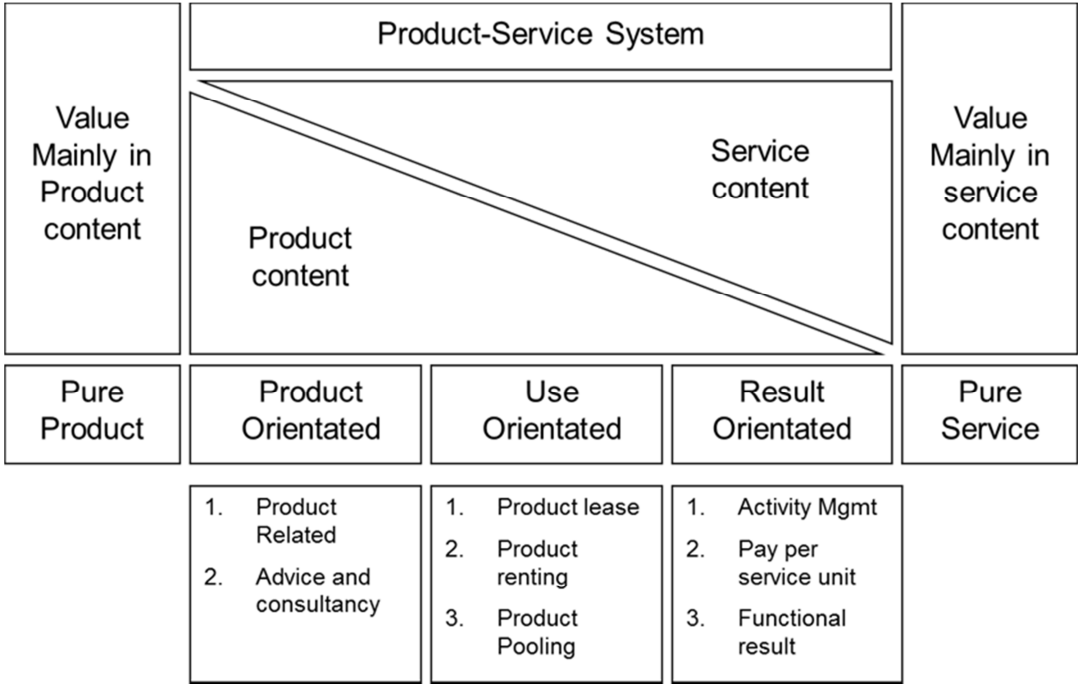 Product-Service System
Value
Mainly in
Product
content
Service
content
Product
content
Value
Mainly in
service
content
Pure
Product
Product
Orientated
Use
Orientated
Result
Orientated
Pure
Service
1. Product
Related
2. Advice and
consultancy
1. Product lease
2. Product
renting
3. Product
Pooling
1. Activity Mgmt
2. Pay per
service unit
3. Functional
result